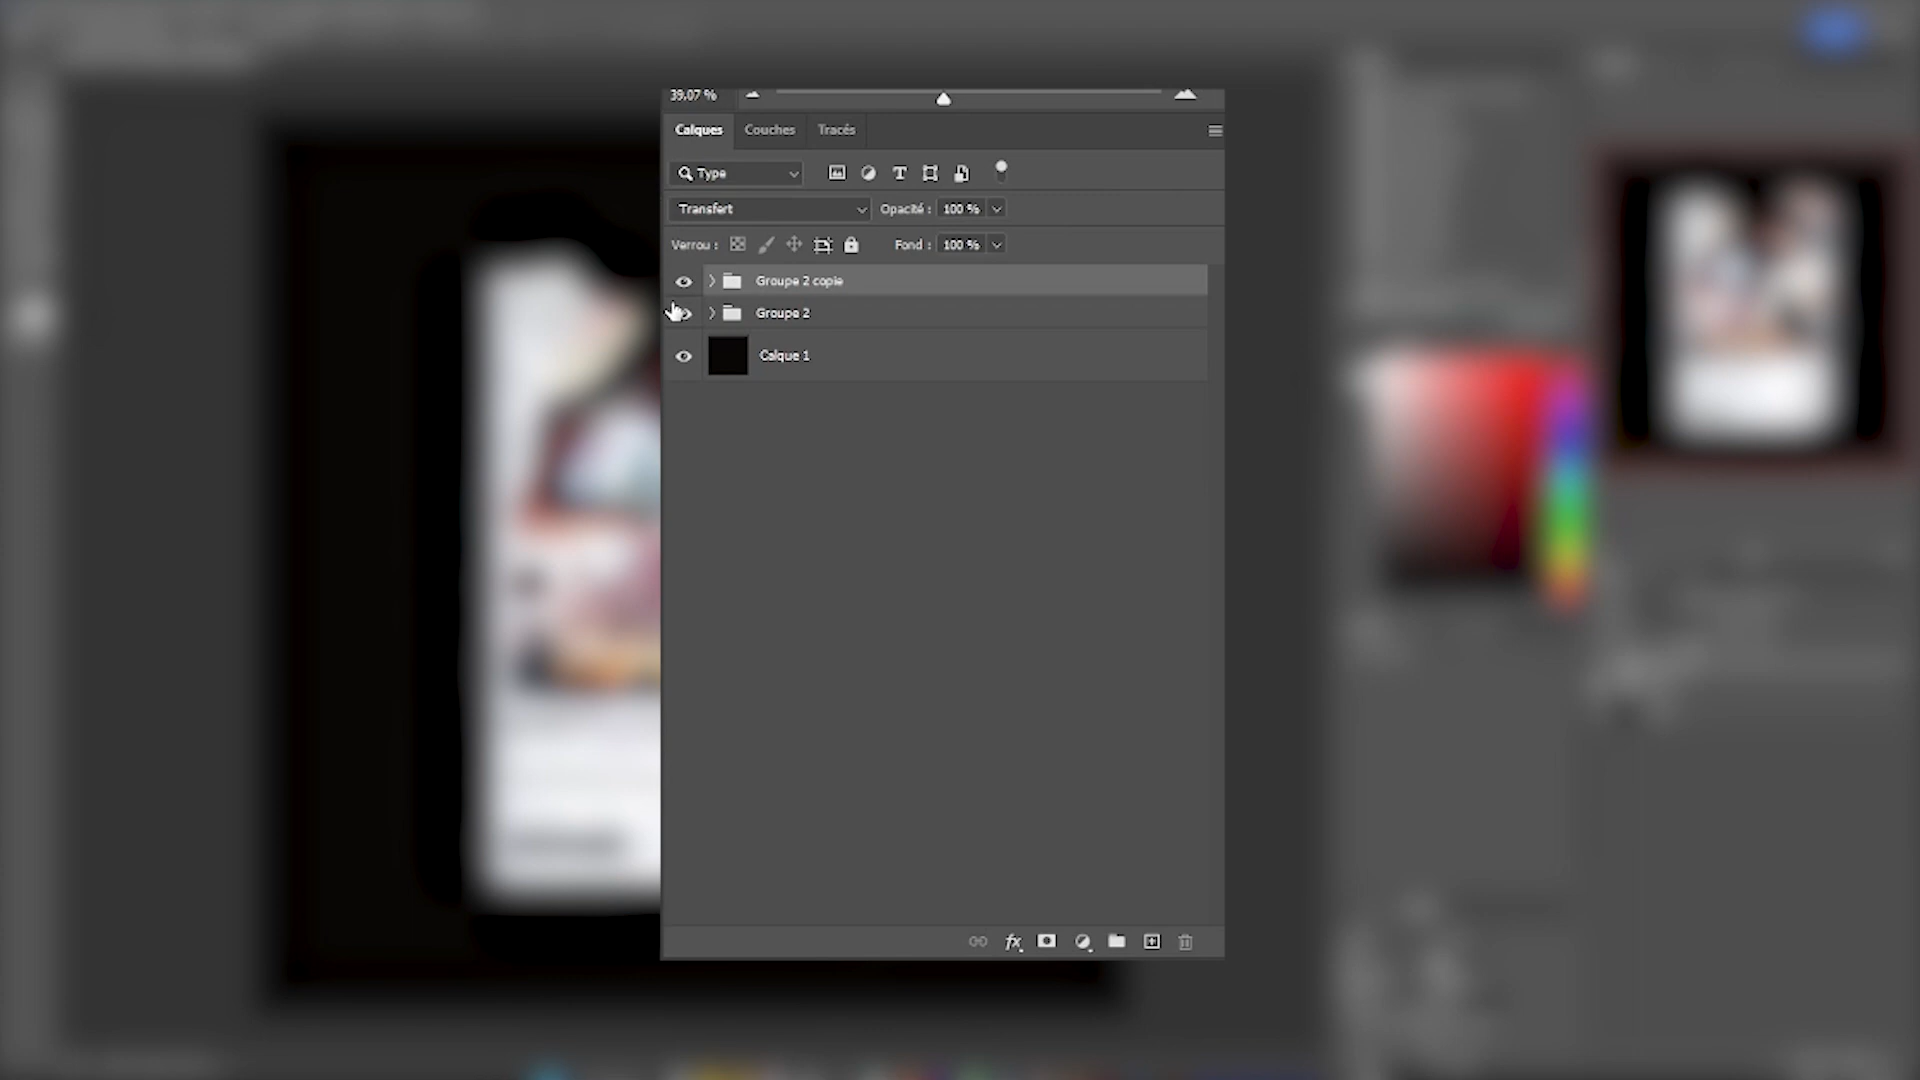 39,07 %
Calques Couches Tracés
Type
Transfert Opacité : 100 %
Verrou : Fond : 100 %
Groupe 2 copie
Groupe 2
Calque 1
fx